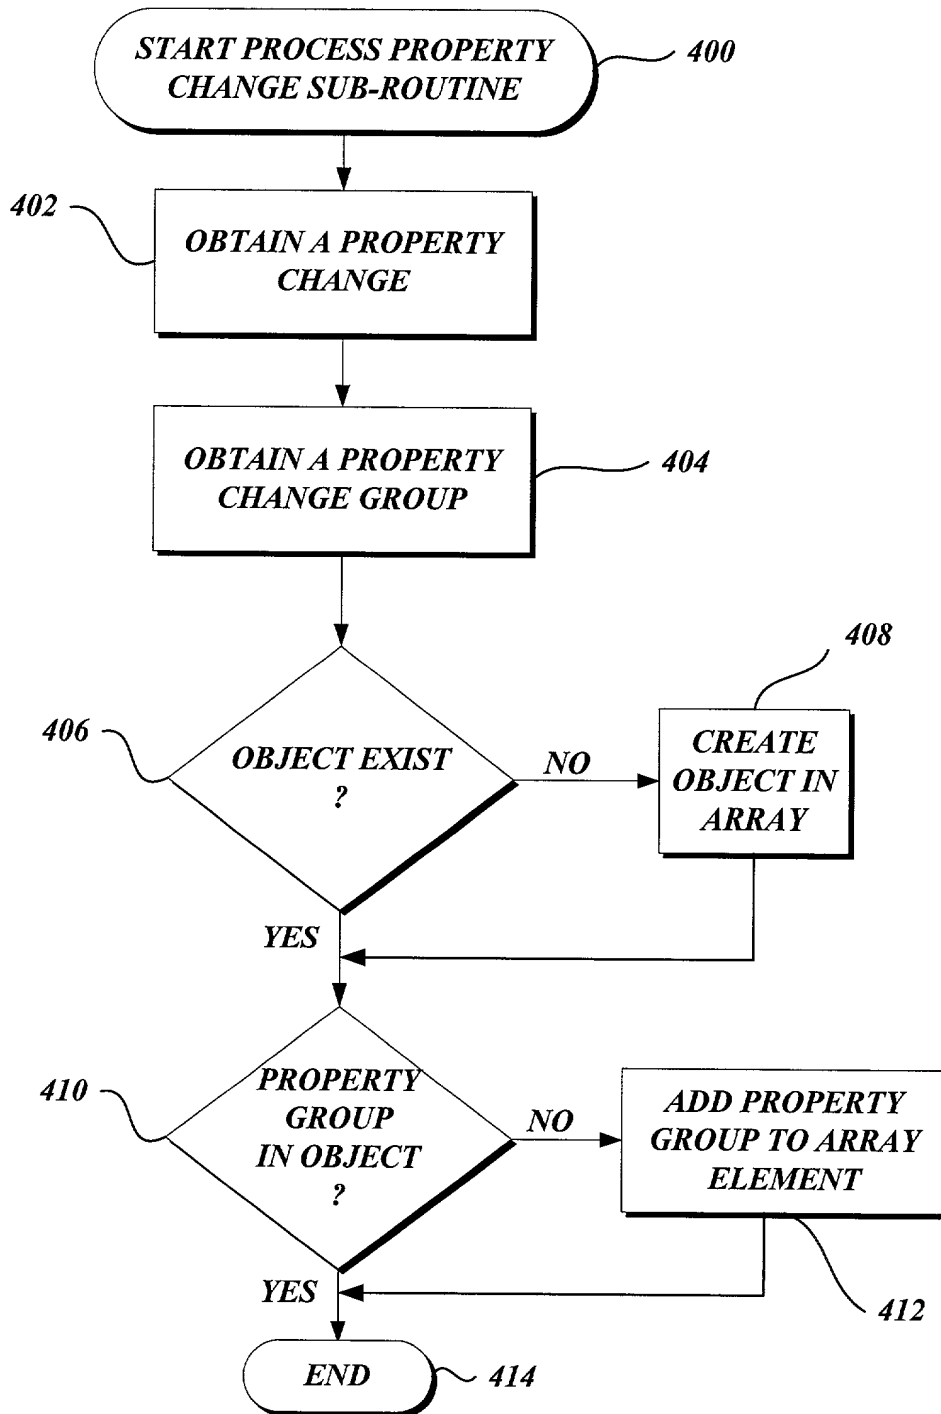 START PROCESS PROPERTY
CHANGE SUB-ROUTINE
400
402
OBTAIN A PROPERTY
CHANGE
OBTAIN A PROPERTY
CHANGE GROUP
404
408
406
OBJECT EXIST
?
NO
CREATE
OBJECT IN
ARRAY
YES
410
PROPERTY
GROUP
IN OBJECT
?
NO
ADD PROPERTY
GROUP TO ARRAY
ELEMENT
YES
412
END
414